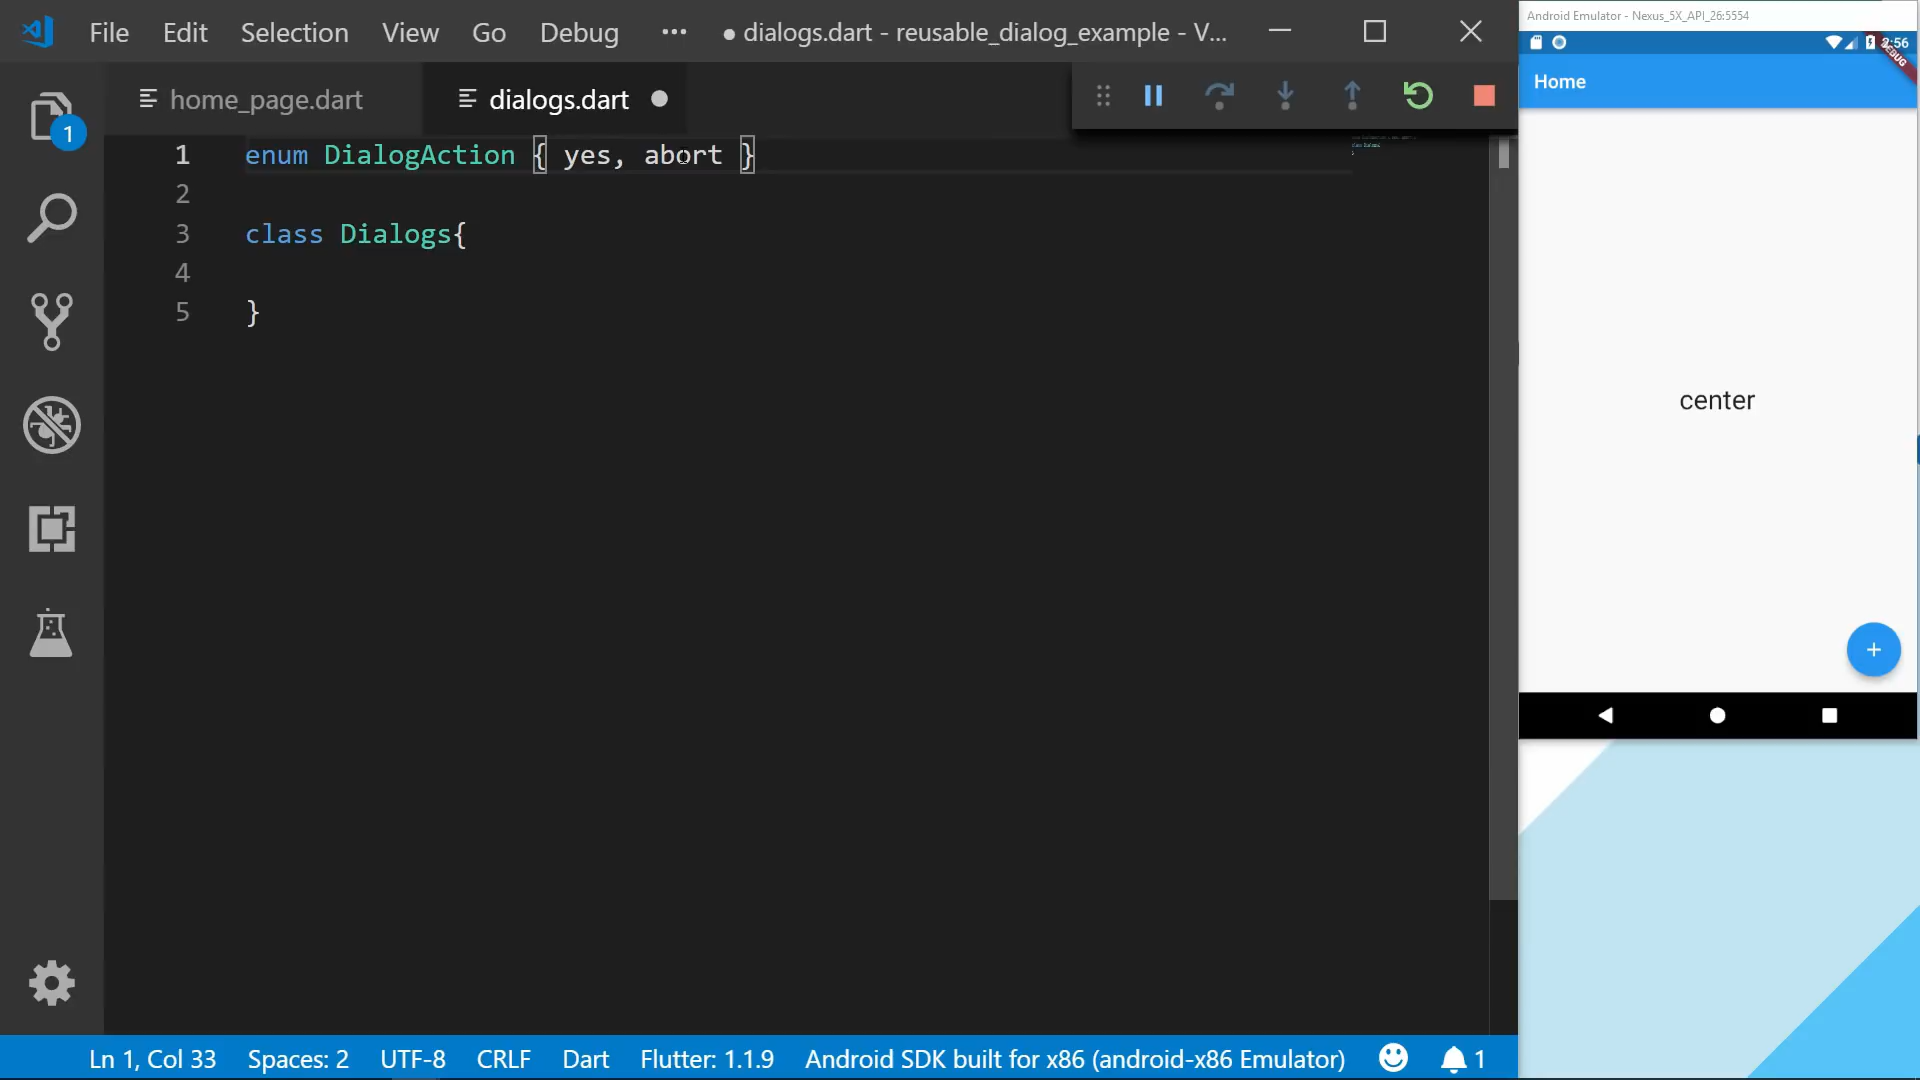 File Edit Selection View Go Debug ••• ● dialogs.dart - reusable_dialog_example - V...
home_page.dart dialogs.dart
1 enum DialogAction { yes, abort }
2
3 class Dialogs{
4
5 }
1
Ln 1, Col 33 Spaces: 2 UTF-8 CRLF Dart Flutter: 1.1.9 Android SDK built for x86 (android-x86 Emulator) 1
Android Emulator - Nexus_5X_API_26:5554
DEBUG
Home
center
+